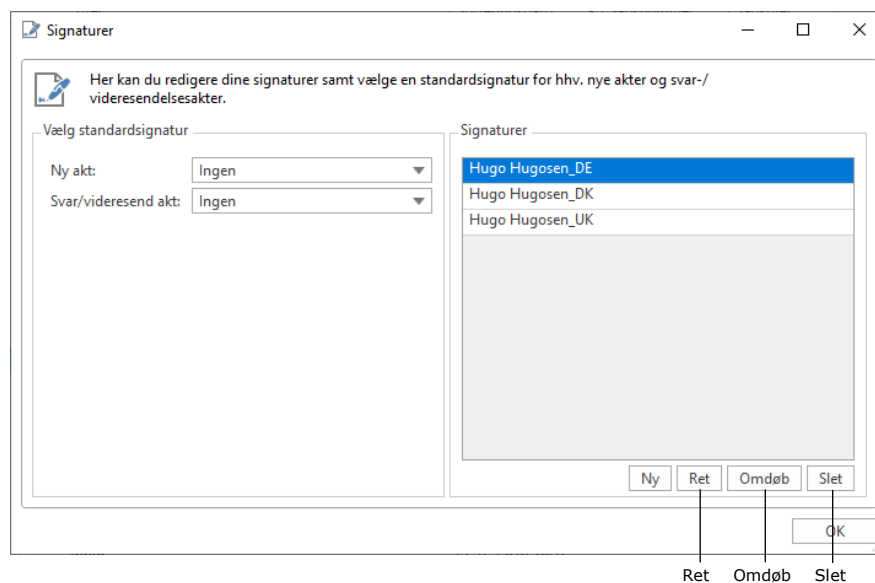 Signaturer
Her kan du redigere dine signaturer samt vælge en standardsignatur for hhv. nye akter og svar-/
videresendelsesakter.
Vælg standardsignatur
Ny akt: Ingen
Svar/videresend akt: Ingen
Signaturer
Hugo Hugosen_DE
Hugo Hugosen_DK
Hugo Hugosen_UK
Ny Ret Omdøb Slet
OK
Ret Omdøb Slet